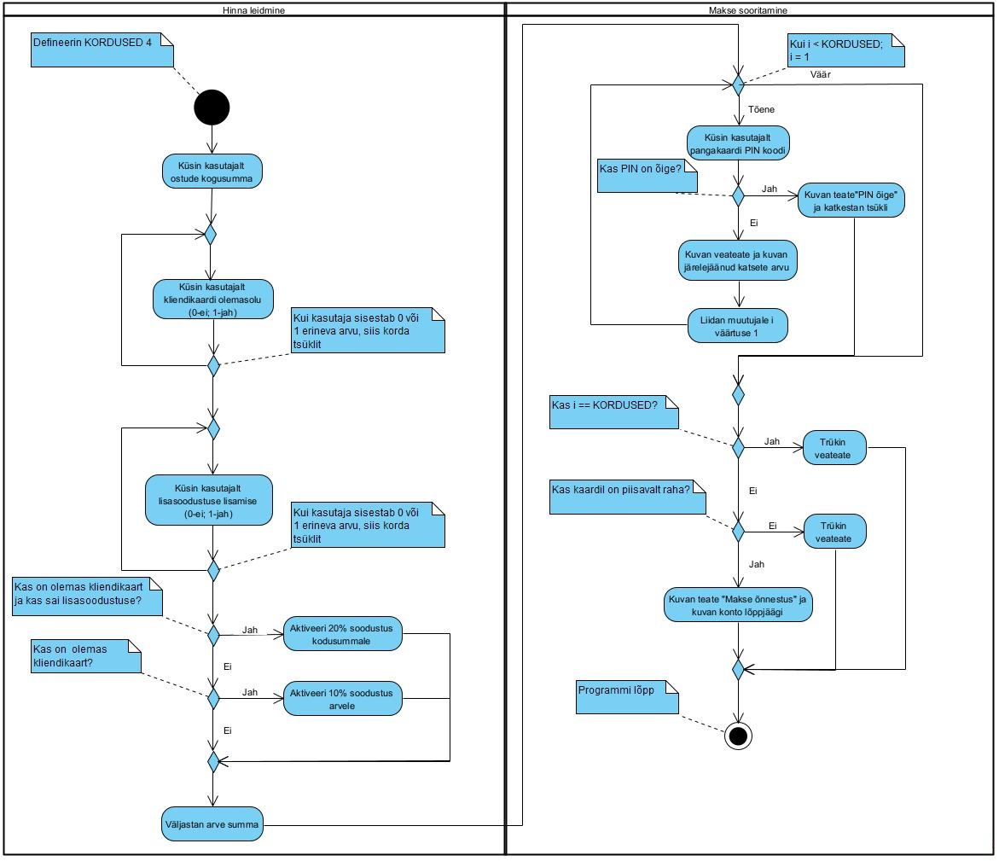 Hinna leidmine
Defineerin KORDUSED 4
Küsin kasutajalt
ostude kogusumma
Küsin kasutajalt
kliendikaardi olemasolu
(0-ei; 1-jah)
Kui kasutaja sisestab 0 või
1 erineva arvu, siis korda
tsüklit
Küsin kasutajalt
lisasoodustuse lisamise
(0-ei; 1-jah)
Kui kasutaja sisestab 0 või
1 erineva arvu, siis korda
tsüklit
Kas on olemas kliendikaart
ja kas sai lisasoodustuse?
Jah
Aktiveeri 20% soodustus
kodusummale
Ei
Kas on olemas
kliendikaart?
Jah
Aktiveeri 10% soodustus
arvele
Ei
Väljastan arve summa
Makse sooritamine
Kui i < KORDUSED;
i = 1
Väär
Tõene
Küsin kasutajalt
pangakaardi PIN koodi
Kas PIN on õige?
Jah
Kuvan teate"PIN õige"
ja katkestan tsükli
Ei
Kuvan veateate ja kuvan
järelejäänud katsete arvu
Liidan muutujale i
väärtuse 1
Kas i == KORDUSED?
Jah
Trükin
veateate
Ei
Kas kaardil on piisavalt raha?
Ei
Trükin
veateate
Jah
Kuvan teate "Makse õnnestus" ja
kuvan konto lõppjäägi
Programmi lõpp